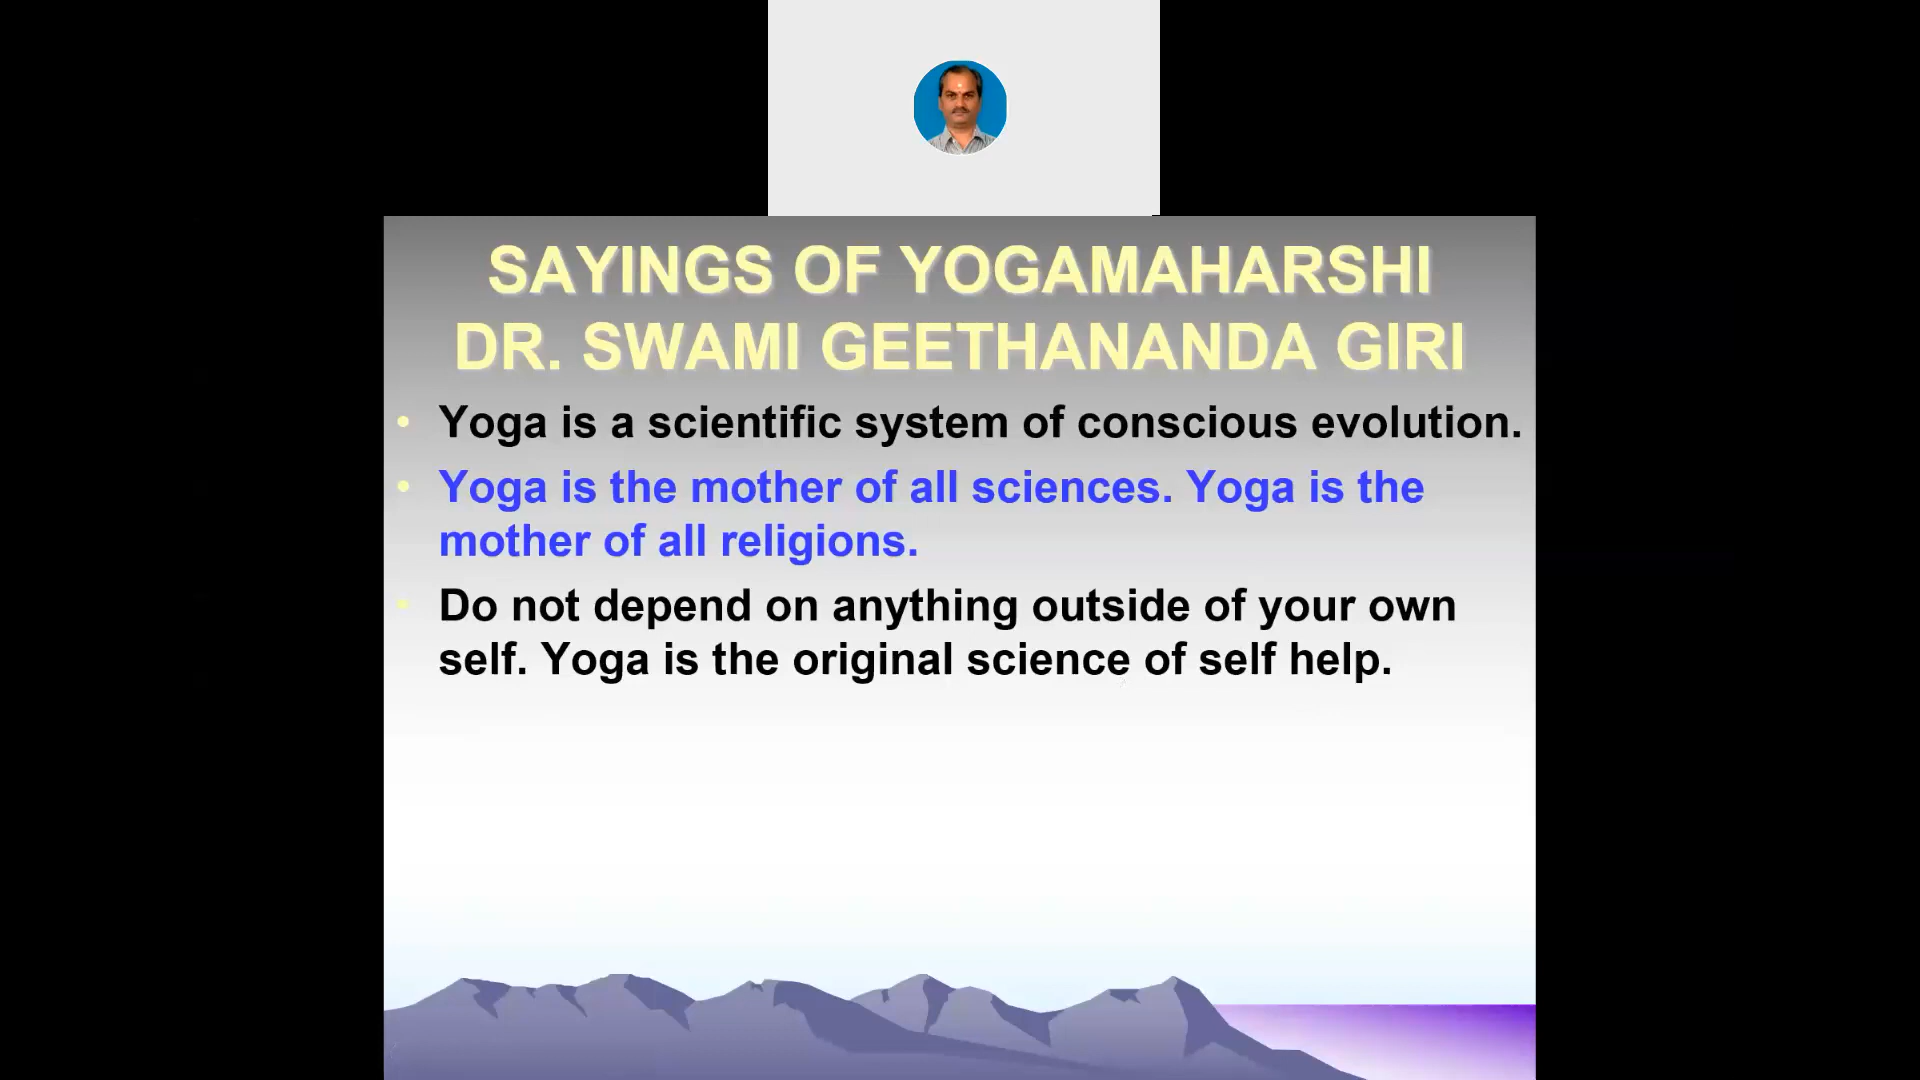 SAYINGS OF YOGAMAHARSHI
DR. SWAMI GEETHANANDA GIRI
• Yoga is a scientific system of conscious evolution.
• Yoga is the mother of all sciences. Yoga is the
mother of all religions.
• Do not depend on anything outside of your own
self. Yoga is the original science of self help.